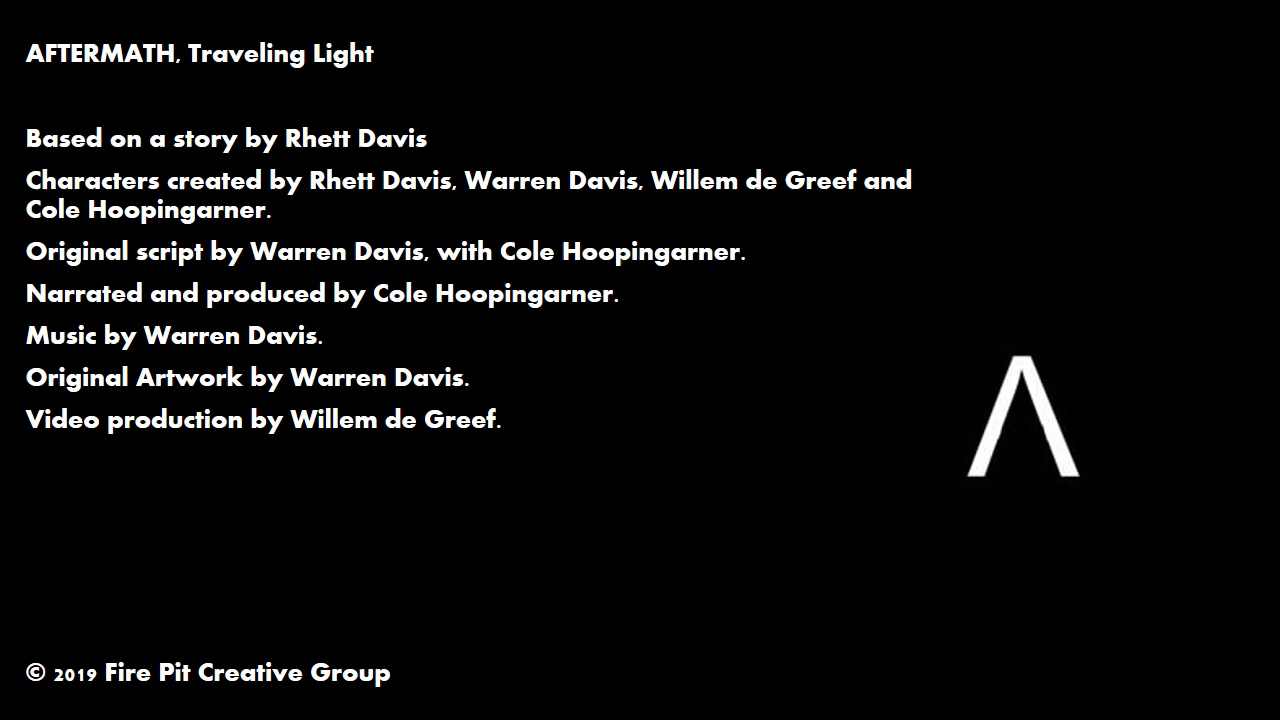 AFTERMATH, Traveling Light
Based on a story by Rhett Davis
Characters created by Rhett Davis, Warren Davis, Willem de Greef and
Cole Hoopingarner.
Original script by Warren Davis, with Cole Hoopingarner.
Narrated and produced by Cole Hoopingarner.
Music by Warren Davis.
Original Artwork by Warren Davis.
Video production by Willem de Greef.
© 2019 Fire Pit Creative Group